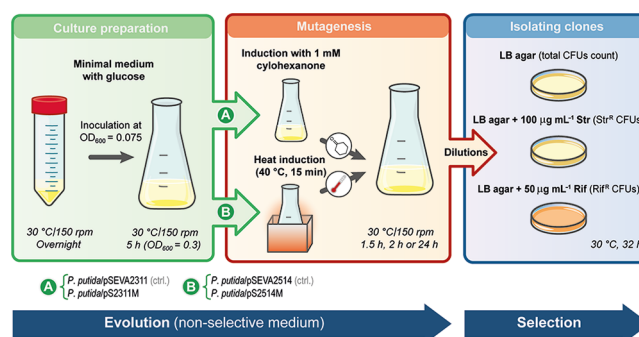 Culture preparation
Minimal medium
with glucose
Inoculation at
OD600 = 0.075
30 °C/150 rpm
Overnight
30 °C/150 rpm
5 h (OD600 = 0.3)
A
B
Mutagenesis
Induction with 1 mM
cylohexanone
Heat induction
(40 °C, 15 min)
30 °C/150 rpm
1.5 h, 2 h or 24 h
Dilutions
Isolating clones
LB agar (total CFUs count)
LB agar + 100 µg mL⁻¹ Str (Strᴿ CFUs
LB agar + 50 µg mL⁻¹ Rif (Rifᴿ CFUs)
30 °C, 32 h
A
P. putida/pSEVA2311 (ctrl.)
P. putida/pS2311M
B
P. putida/pSEVA2514 (ctrl.)
P. putida/pS2514M
Evolution (non-selective medium)
Selection